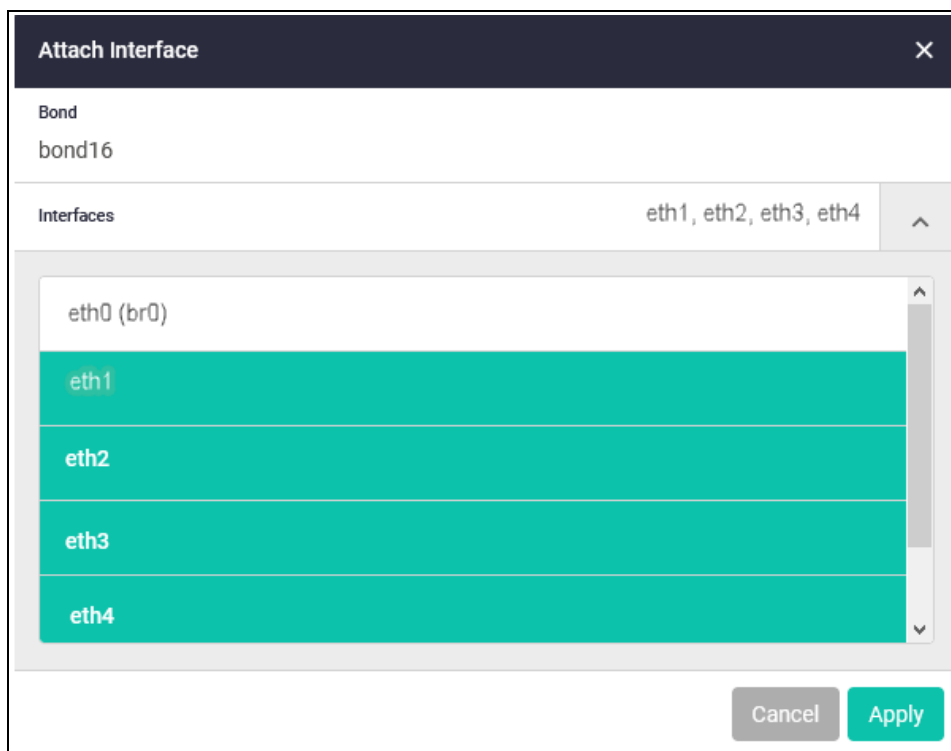 Attach Interface
Bond
bond16
Interfaces eth1, eth2, eth3, eth4
eth0 (br0)
eth1
eth2
eth3
eth4
Cancel Apply